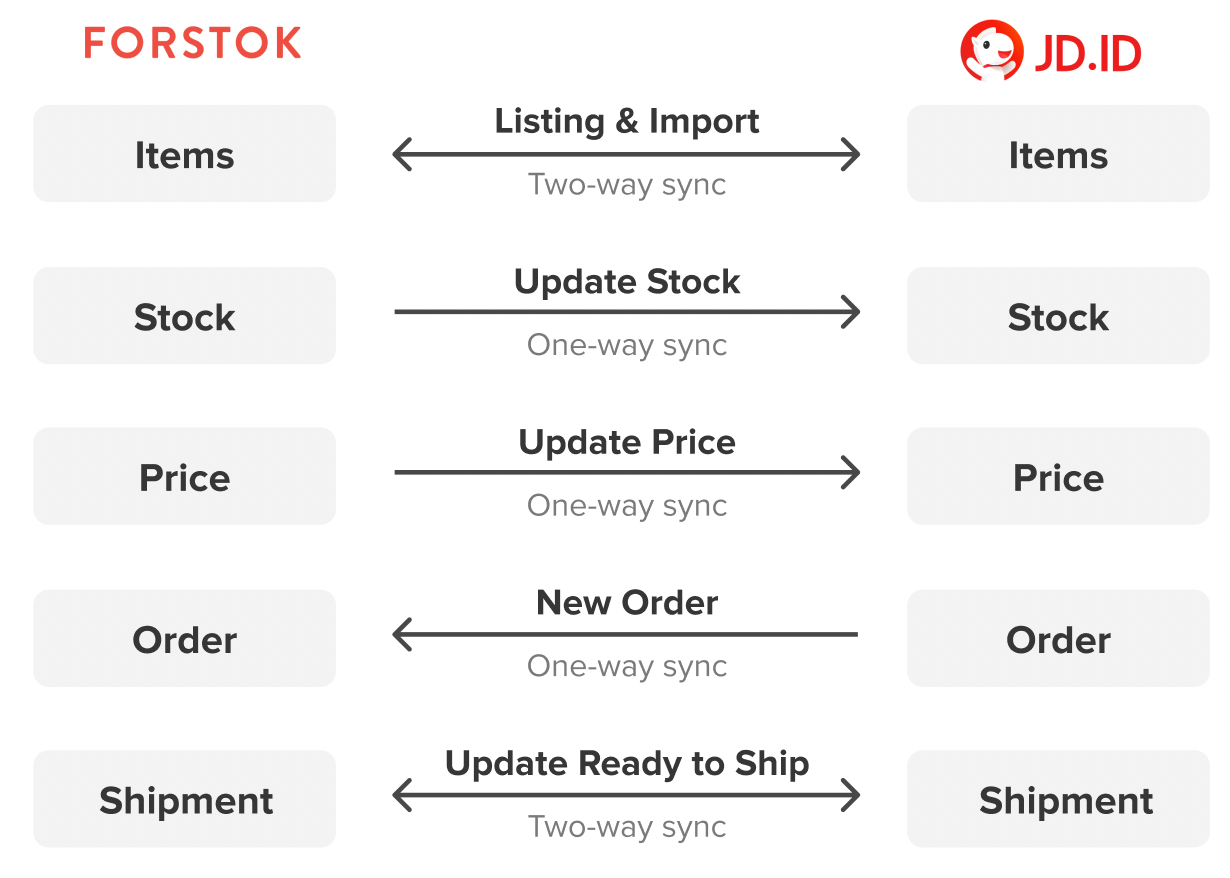 FORSTOK
JD.ID
Listing & Import
Items
Items
Two-way sync
Update Stock
Stock
Stock
One-way sync
Update Price
Price
Price
One-way sync
New Order
Order
Order
One-way sync
Update Ready to Ship
Shipment
Shipment
Two-way sync